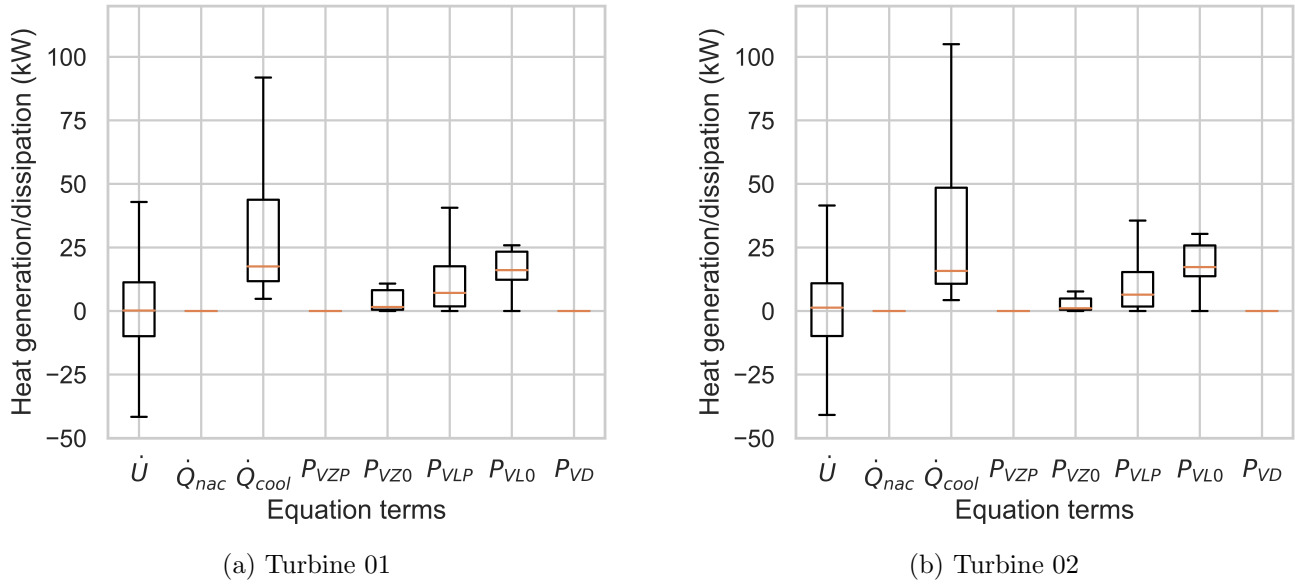 Heat generation/dissipation (kW)
100
75
50
25
0
−25
−50
U̇ Q̇nac Q̇cool PVZP PVZ0 PVLP PVL0 PVD
Equation terms
(a) Turbine 01
Heat generation/dissipation (kW)
100
75
50
25
0
−25
−50
U̇ Q̇nac Q̇cool PVZP PVZ0 PVLP PVL0 PVD
Equation terms
(b) Turbine 02